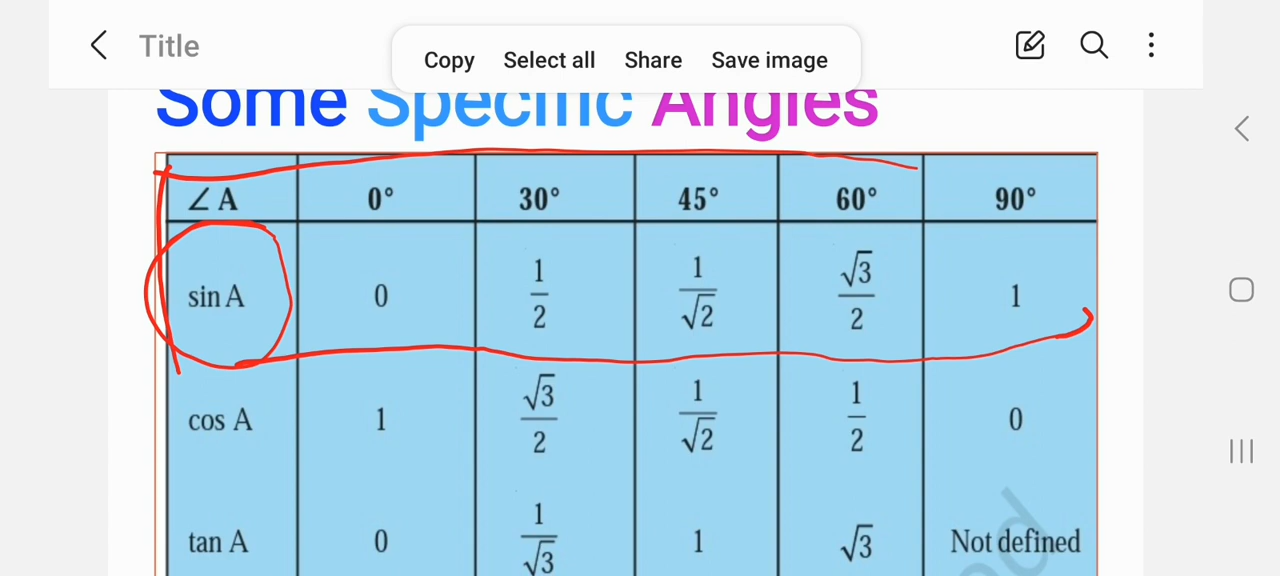 Title
Copy Select all Share Save image
Some Specific Angles
∠A 0° 30° 45° 60° 90°
sin A 0 1/2 1/√2 √3/2 1
cos A 1 √3/2 1/√2 1/2 0
tan A 0 1/√3 1 √3 Not defined